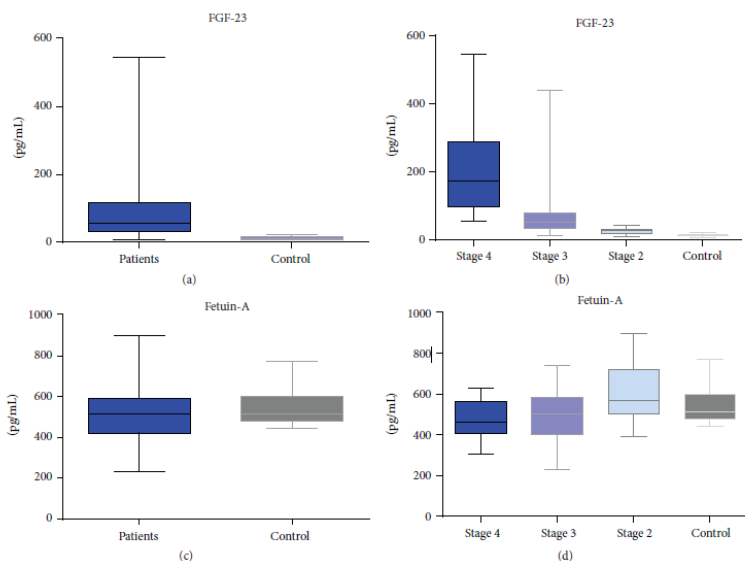 FGF-23
600
400
200
0
(pg/mL)
Patients
Control
(a)
FGF-23
600
400
200
0
(pg/mL)
Stage 4
Stage 3
Stage 2
Control
(b)
Fetuin-A
1000
800
600
400
200
0
(pg/mL)
Patients
Control
(c)
Fetuin-A
1000
800
600
400
200
0
(pg/mL)
Stage 4
Stage 3
Stage 2
Control
(d)